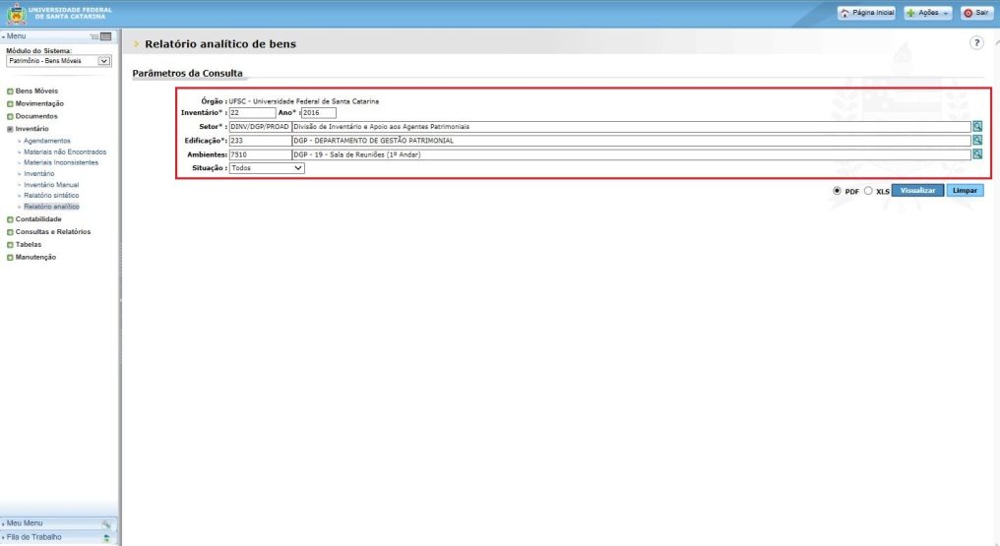 UNIVERSIDADE FEDERAL
DE SANTA CATARINA
Página Inicial
Ações
Sair
Menu
Módulo do Sistema:
Patrimônio - Bens Móveis
Bens Móveis
Movimentação
Documentos
Inventário
Agendamentos
Materiais não Encontrados
Materiais Inconsistentes
Inventário
Inventário Manual
Relatório sintético
Relatório analítico
Contabilidade
Consultas e Relatórios
Tabelas
Manutenção
Meu Menu
Fila de Trabalho
Relatório analítico de bens
?
Parâmetros da Consulta
Órgão : UFSC - Universidade Federal de Santa Catarina
Inventário* : 22 Ano* : 2016
Setor* : DINV/DGP/PROAD Divisão de Inventário e Apoio aos Agentes Patrimoniais
Edificação*: 233 DGP - DEPARTAMENTO DE GESTÃO PATRIMONIAL
Ambientes: 7510 DGP - 19 - Sala de Reuniões (1º Andar)
Situação : Todos
PDF XLS Visualizar Limpar